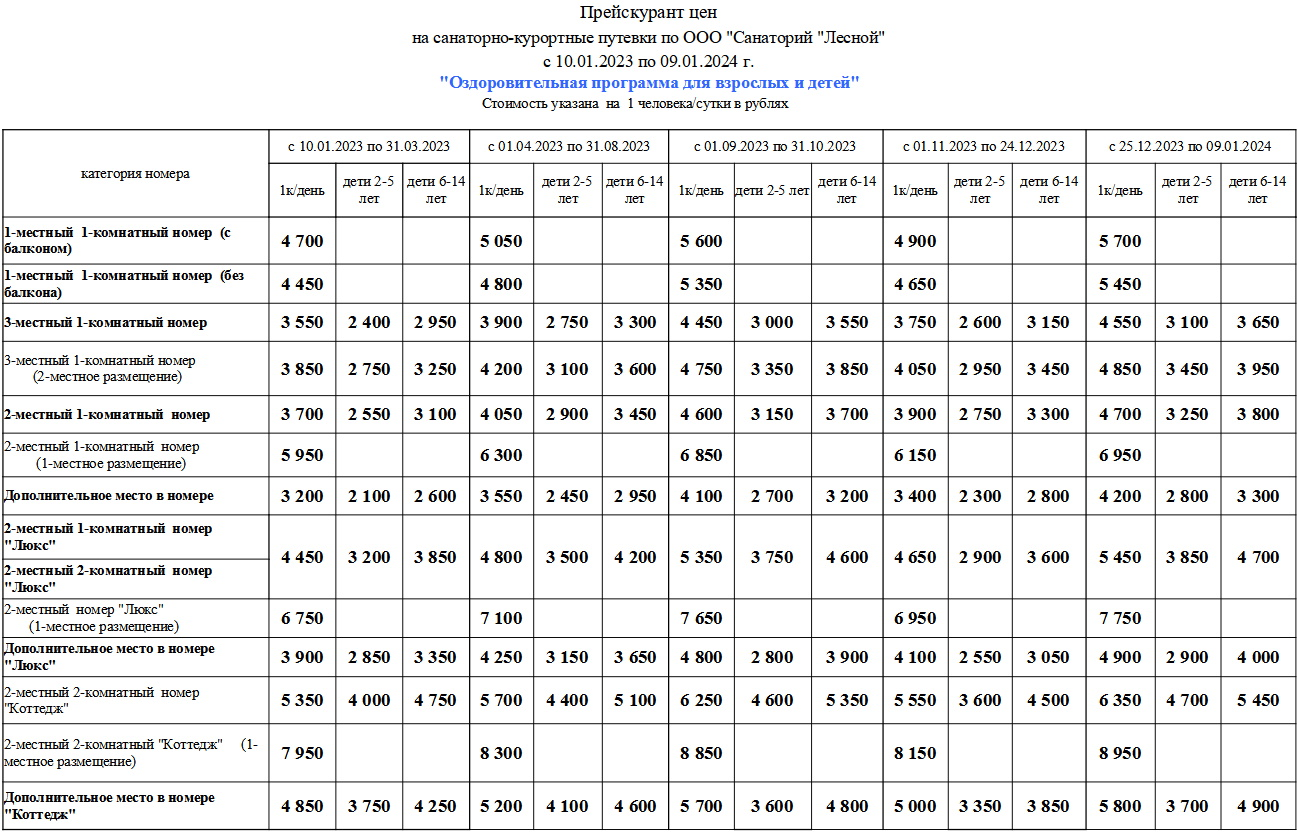 Прейскурант цен
на санаторно-курортные путевки по ООО "Санаторий "Лесной"
с 10.01.2023 по 09.01.2024 г.
"Оздоровительная программа для взрослых и детей"
Стоимость указана на 1 человека/сутки в рублях
категория номера с 10.01.2023 по 31.03.2023 с 01.04.2023 по 31.08.2023 с 01.09.2023 по 31.10.2023 с 01.11.2023 по 24.12.2023 с 25.12.2023 по 09.01.2024
1к/день дети 2-5 лет дети 6-14 лет 1к/день дети 2-5 лет дети 6-14 лет 1к/день дети 2-5 лет дети 6-14 лет 1к/день дети 2-5 лет дети 6-14 лет 1к/день дети 2-5 лет дети 6-14 лет
1-местный 1-комнатный номер (с
балконом) 4 700 5 050 5 600 4 900 5 700
1-местный 1-комнатный номер (без
балкона) 4 450 4 800 5 350 4 650 5 450
3-местный 1-комнатный номер 3 550 2 400 2 950 3 900 2 750 3 300 4 450 3 000 3 550 3 750 2 600 3 150 4 550 3 100 3 650
3-местный 1-комнатный номер
(2-местное размещение) 3 850 2 750 3 250 4 200 3 100 3 600 4 750 3 350 3 850 4 050 2 950 3 450 4 850 3 450 3 950
2-местный 1-комнатный номер 3 700 2 550 3 100 4 050 2 900 3 450 4 600 3 150 3 700 3 900 2 750 3 300 4 700 3 250 3 800
2-местный 1-комнатный номер
(1-местное размещение) 5 950 6 300 6 850 6 150 6 950
Дополнительное место в номере 3 200 2 100 2 600 3 550 2 450 2 950 4 100 2 700 3 200 3 400 2 300 2 800 4 200 2 800 3 300
2-местный 1-комнатный номер
"Люкс"
2-местный 2-комнатный номер
"Люкс"
4 450 3 200 3 850 4 800 3 500 4 200 5 350 3 750 4 600 4 650 2 900 3 600 5 450 3 850 4 700
2-местный номер "Люкс"
(1-местное размещение) 6 750 7 100 7 650 6 950 7 750
Дополнительное место в номере
"Люкс" 3 900 2 850 3 350 4 250 3 150 3 650 4 800 2 800 3 900 4 100 2 550 3 050 4 900 2 900 4 000
2-местный 2-комнатный номер
"Коттедж" 5 350 4 000 4 750 5 700 4 400 5 100 6 250 4 600 5 350 5 550 3 600 4 500 6 350 4 700 5 450
2-местный 2-комнатный "Коттедж" (1-
местное размещение) 7 950 8 300 8 850 8 150 8 950
Дополнительное место в номере
"Коттедж" 4 850 3 750 4 250 5 200 4 100 4 600 5 700 3 600 4 800 5 000 3 350 3 850 5 800 3 700 4 900